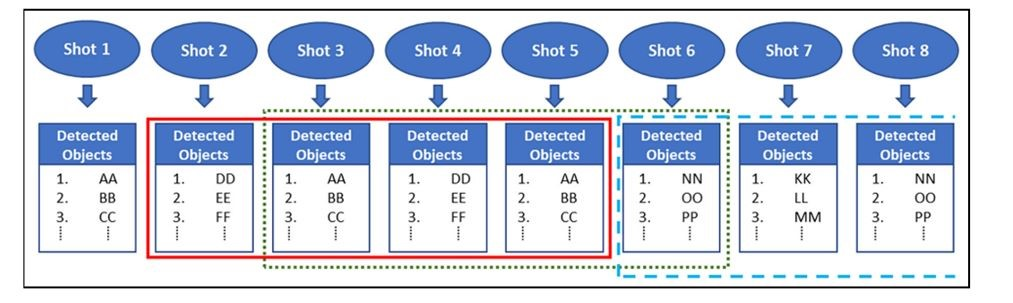 Shot 1 Shot 2 Shot 3 Shot 4 Shot 5 Shot 6 Shot 7 Shot 8
Detected Detected Detected Detected Detected Detected Detected Detected
Objects Objects Objects Objects Objects Objects Objects Objects
1. AA 1. DD 1. AA 1. DD 1. AA 1. NN 1. KK 1. NN
2. BB 2. EE 2. BB 2. EE 2. BB 2. OO 2. LL 2. OO
3. CC 3. FF 3. CC 3. FF 3. CC 3. PP 3. MM 3. PP